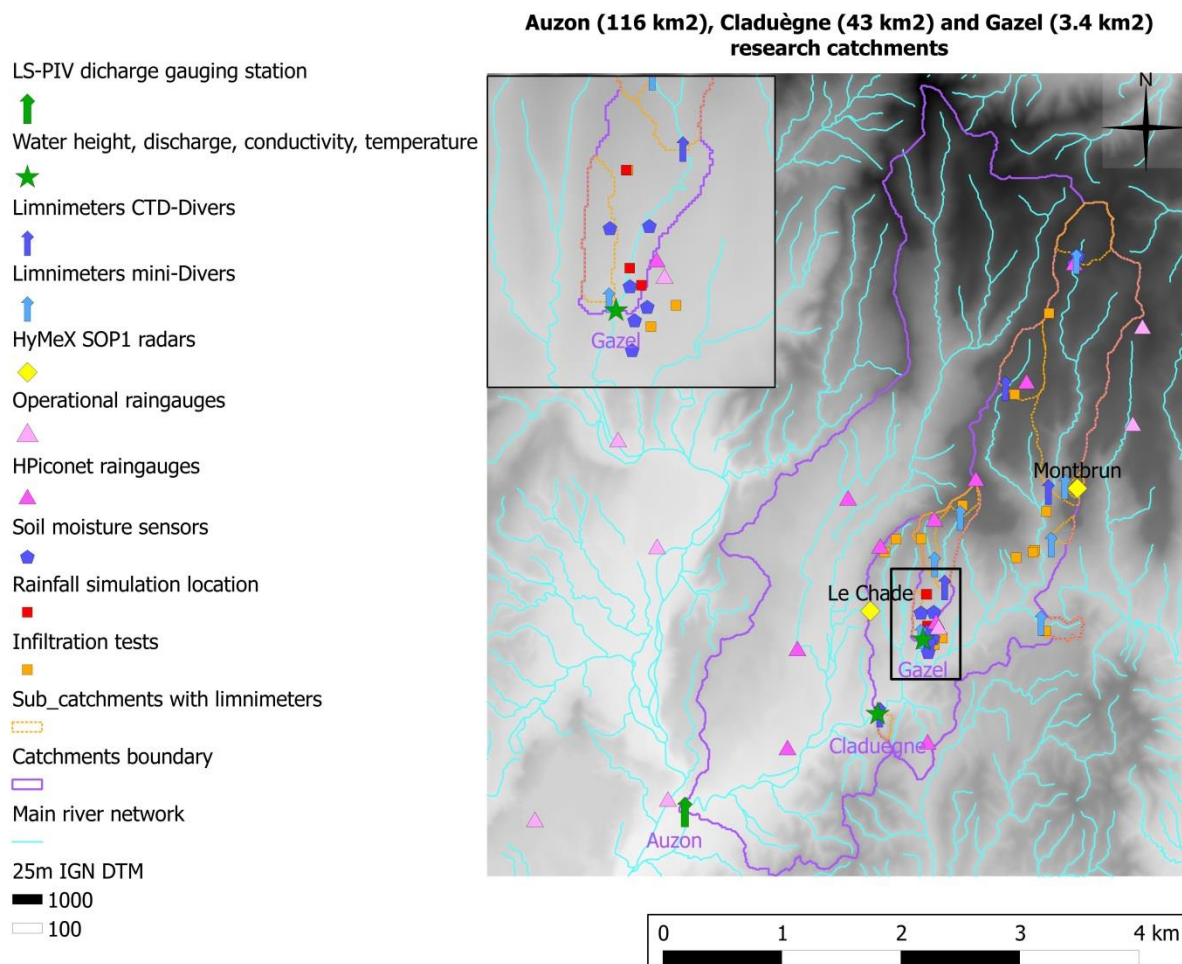 Auzon (116 km2), Claduègne (43 km2) and Gazel (3.4 km2)
research catchments
LS-PIV dicharge gauging station
Water height, discharge, conductivity, temperature
Limnimeters CTD-Divers
Limnimeters mini-Divers
HyMeX SOP1 radars
Operational raingauges
HPiconet raingauges
Soil moisture sensors
Rainfall simulation location
Infiltration tests
Sub_catchments with limnimeters
Catchments boundary
Main river network
25m IGN DTM
1000
100
N
Gazel
Montbrun
Le Chade
Gazel
Claduegne
Auzon
0 1 2 3 4 km